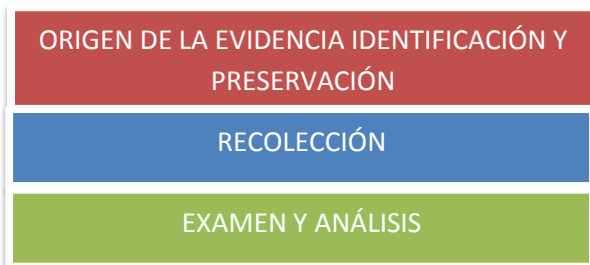 ORIGEN DE LA EVIDENCIA IDENTIFICACIÓN Y
PRESERVACIÓN
RECOLECCIÓN
EXAMEN Y ANÁLISIS